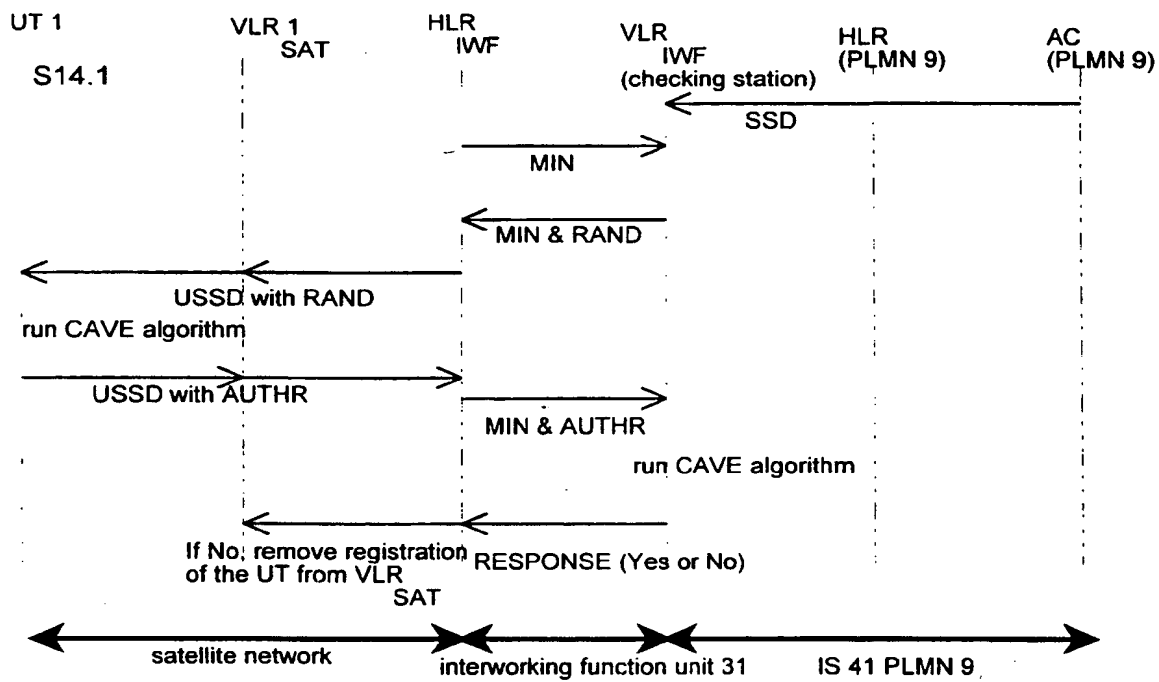 UT 1
VLR 1
SAT
HLR
IWF
VLR
IWF
(checking station)
HLR
(PLMN 9)
AC
(PLMN 9)
S14.1
SSD
MIN
MIN & RAND
USSD with RAND
run CAVE algorithm
USSD with AUTHR
MIN & AUTHR
run CAVE algorithm
If No, remove registration
of the UT from VLR
SAT
RESPONSE (Yes or No)
satellite network
interworking function unit 31
IS 41 PLMN 9